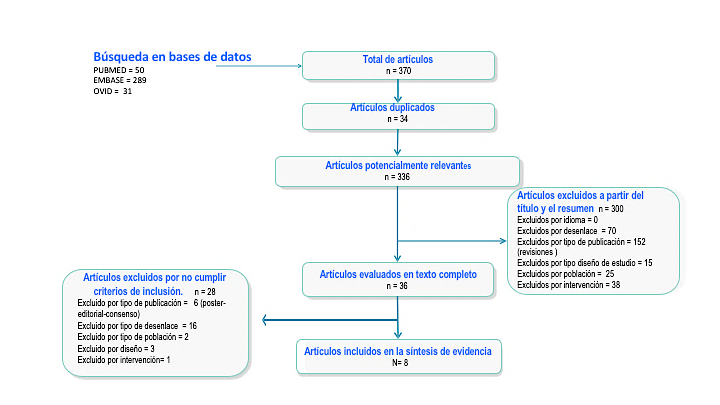 Búsqueda en bases de datos
PUBMED = 50
EMBASE = 289
OVID = 31
Total de artículos
n = 370
Artículos duplicados
n = 34
Artículos potencialmente relevantes
n = 336
Artículos excluidos a partir del
título y el resumen n = 300
Excluidos por idioma = 0
Excluidos por desenlace = 70
Excluidos por tipo de publicación = 152
(revisiones )
Excluidos por tipo diseño de estudio = 15
Excluidos por población = 25
Excluidos por intervención = 38
Artículos evaluados en texto completo
n = 36
Artículos excluidos por no cumplir
criterios de inclusión. n = 28
Excluido por tipo de publicación = 6 (poster-
editorial-consenso)
Excluido por tipo de desenlace = 16
Excluido por tipo de población = 2
Excluido por diseño = 3
Excluido por intervención= 1
Artículos incluidos en la síntesis de evidencia
N= 8